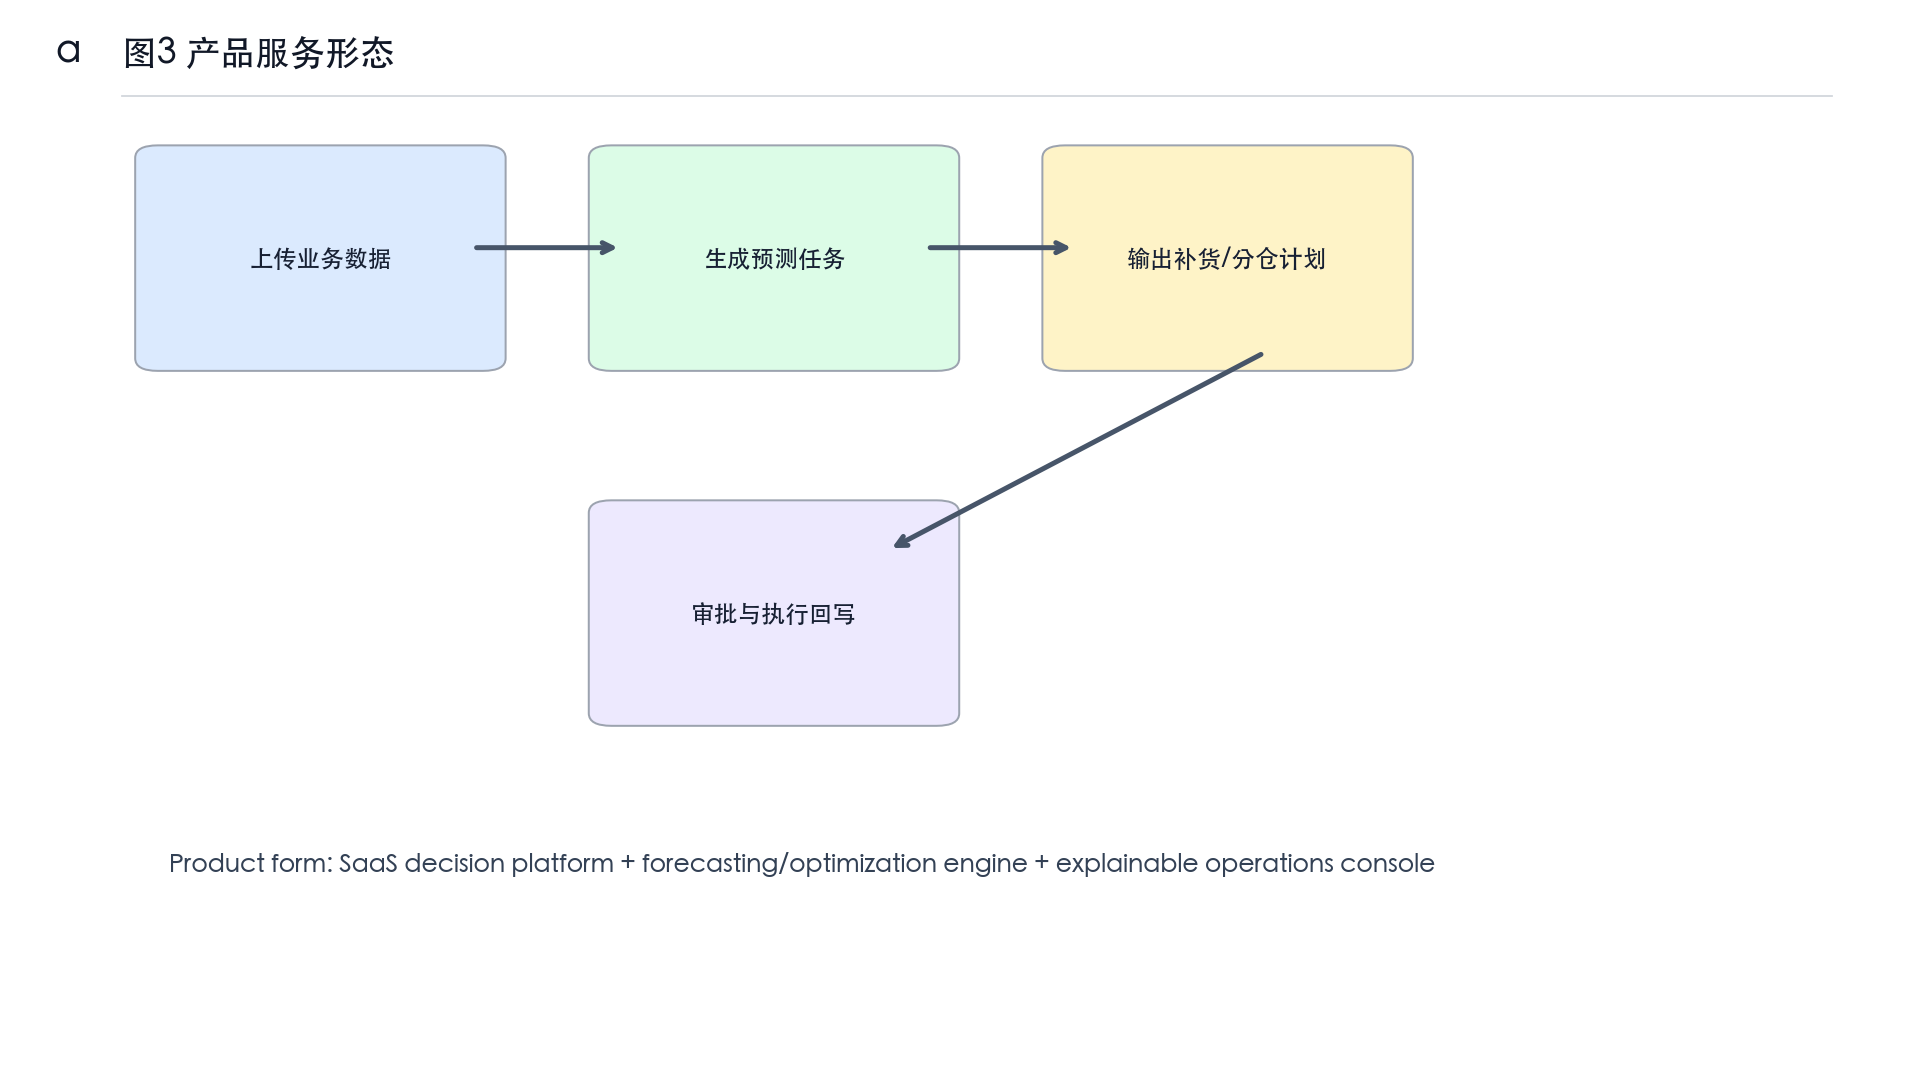 a 图3 产品服务形态
上传业务数据
生成预测任务
输出补货/分仓计划
审批与执行回写
Product form: SaaS decision platform + forecasting/optimization engine + explainable operations console